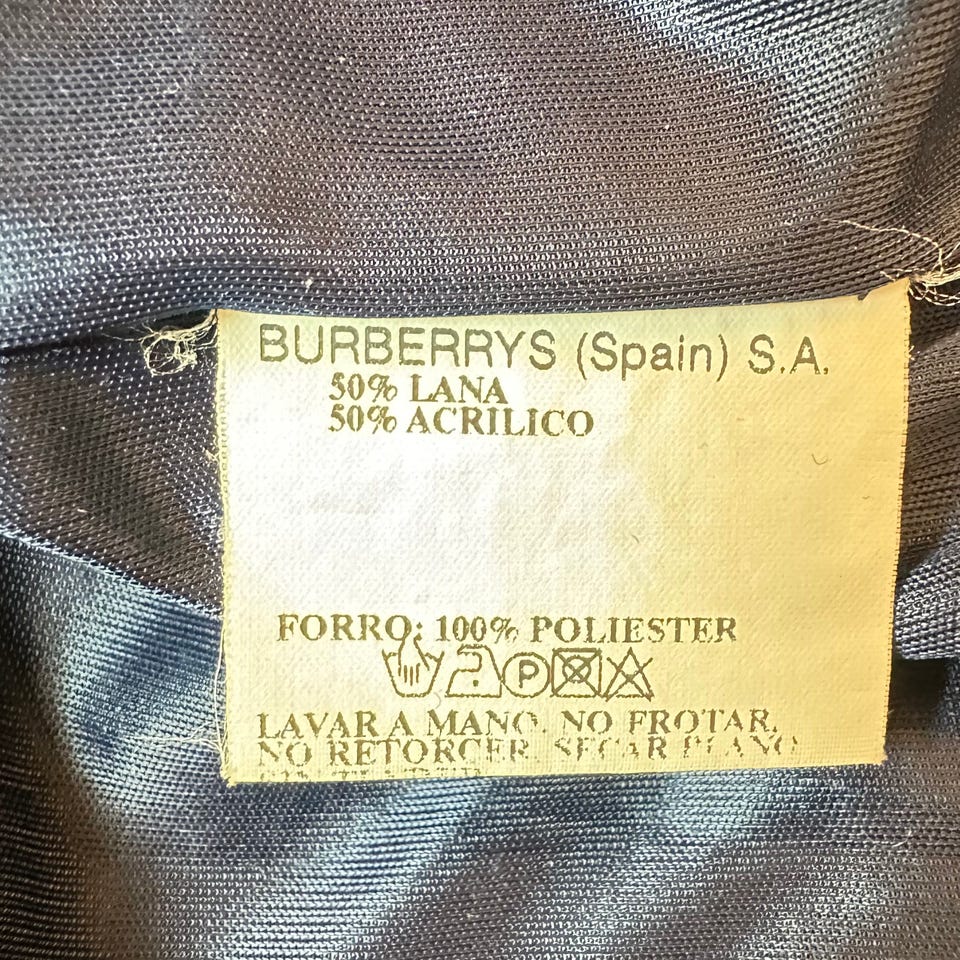 BURBERRYS (Spain) S.A.
50% LANA
50% ACRILICO
FORRO: 100% POLIESTER
P
LAVAR A MANO. NO FROTAR,
NO RETORCER. SECAR PLANO